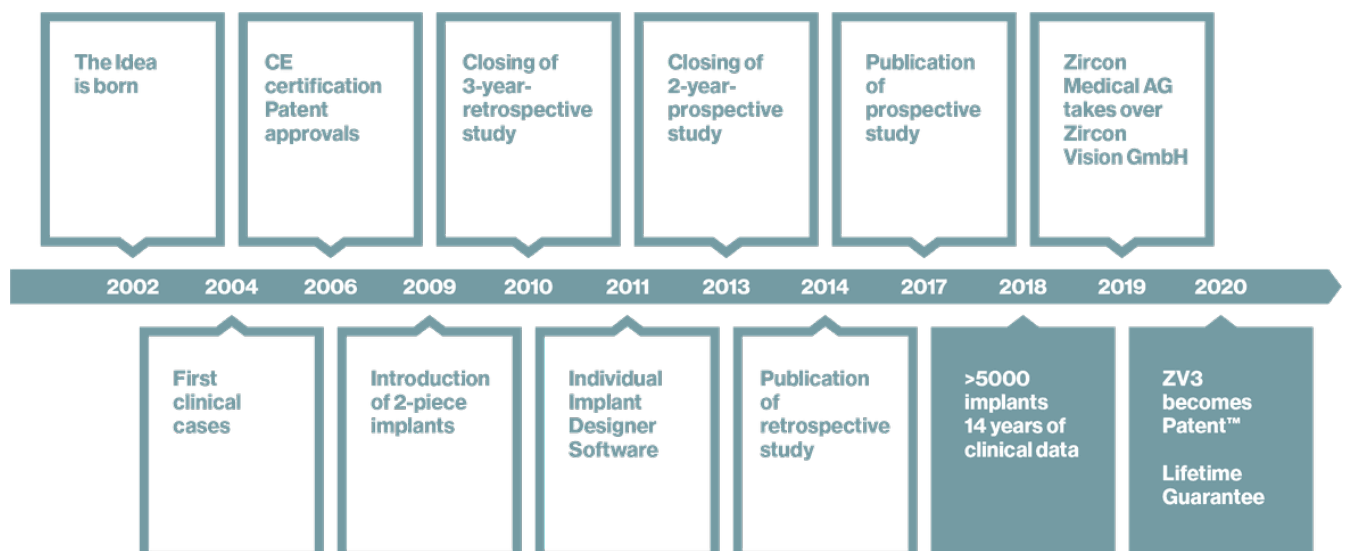 The Idea
is born
CE
certification
Patent
approvals
Closing of
3-year-
retrospective
study
Closing of
2-year-
prospective
study
Publication
of
prospective
study
Zircon
Medical AG
takes over
Zircon
Vision GmbH
2002 2004 2006 2009 2010 2011 2013 2014 2017 2018 2019 2020
First
clinical
cases
Introduction
of 2-piece
implants
Individual
Implant
Designer
Software
Publication
of
retrospective
study
>5000
implants
14 years of
clinical data
ZV3
becomes
Patent™
Lifetime
Guarantee